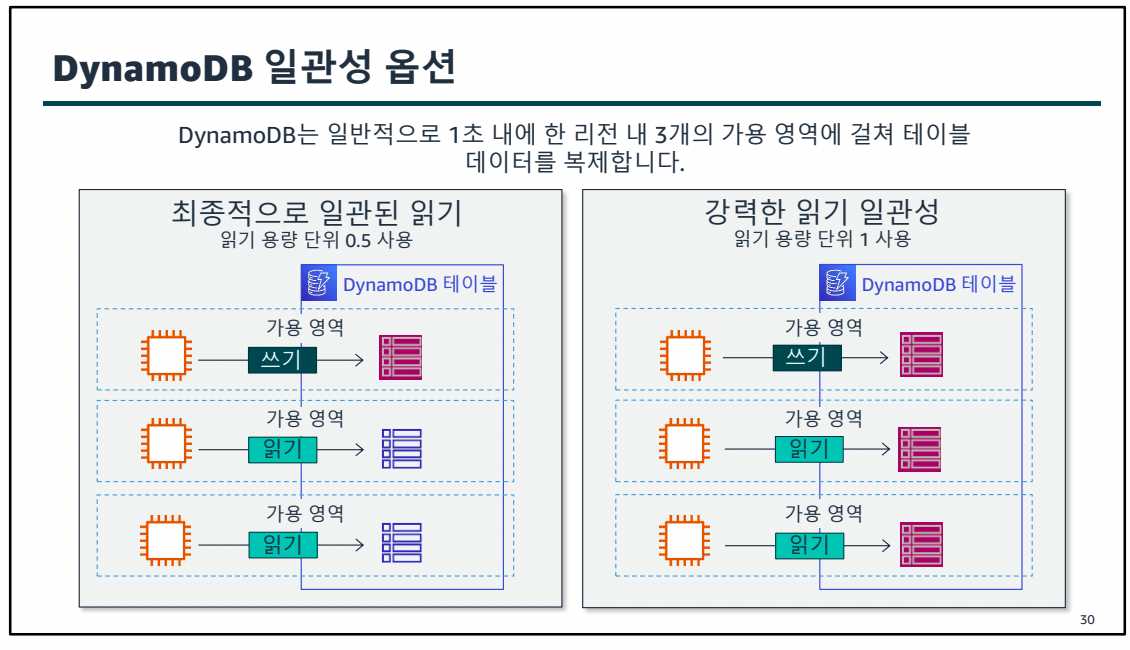 DynamoDB 일관성 옵션
DynamoDB는 일반적으로 1초 내에 한 리전 내 3개의 가용 영역에 걸쳐 테이블
데이터를 복제합니다.
최종적으로 일관된 읽기
읽기 용량 단위 0.5 사용
DynamoDB 테이블
가용 영역
쓰기
가용 영역
읽기
가용 영역
읽기
강력한 읽기 일관성
읽기 용량 단위 1 사용
DynamoDB 테이블
가용 영역
쓰기
가용 영역
읽기
가용 영역
읽기
30